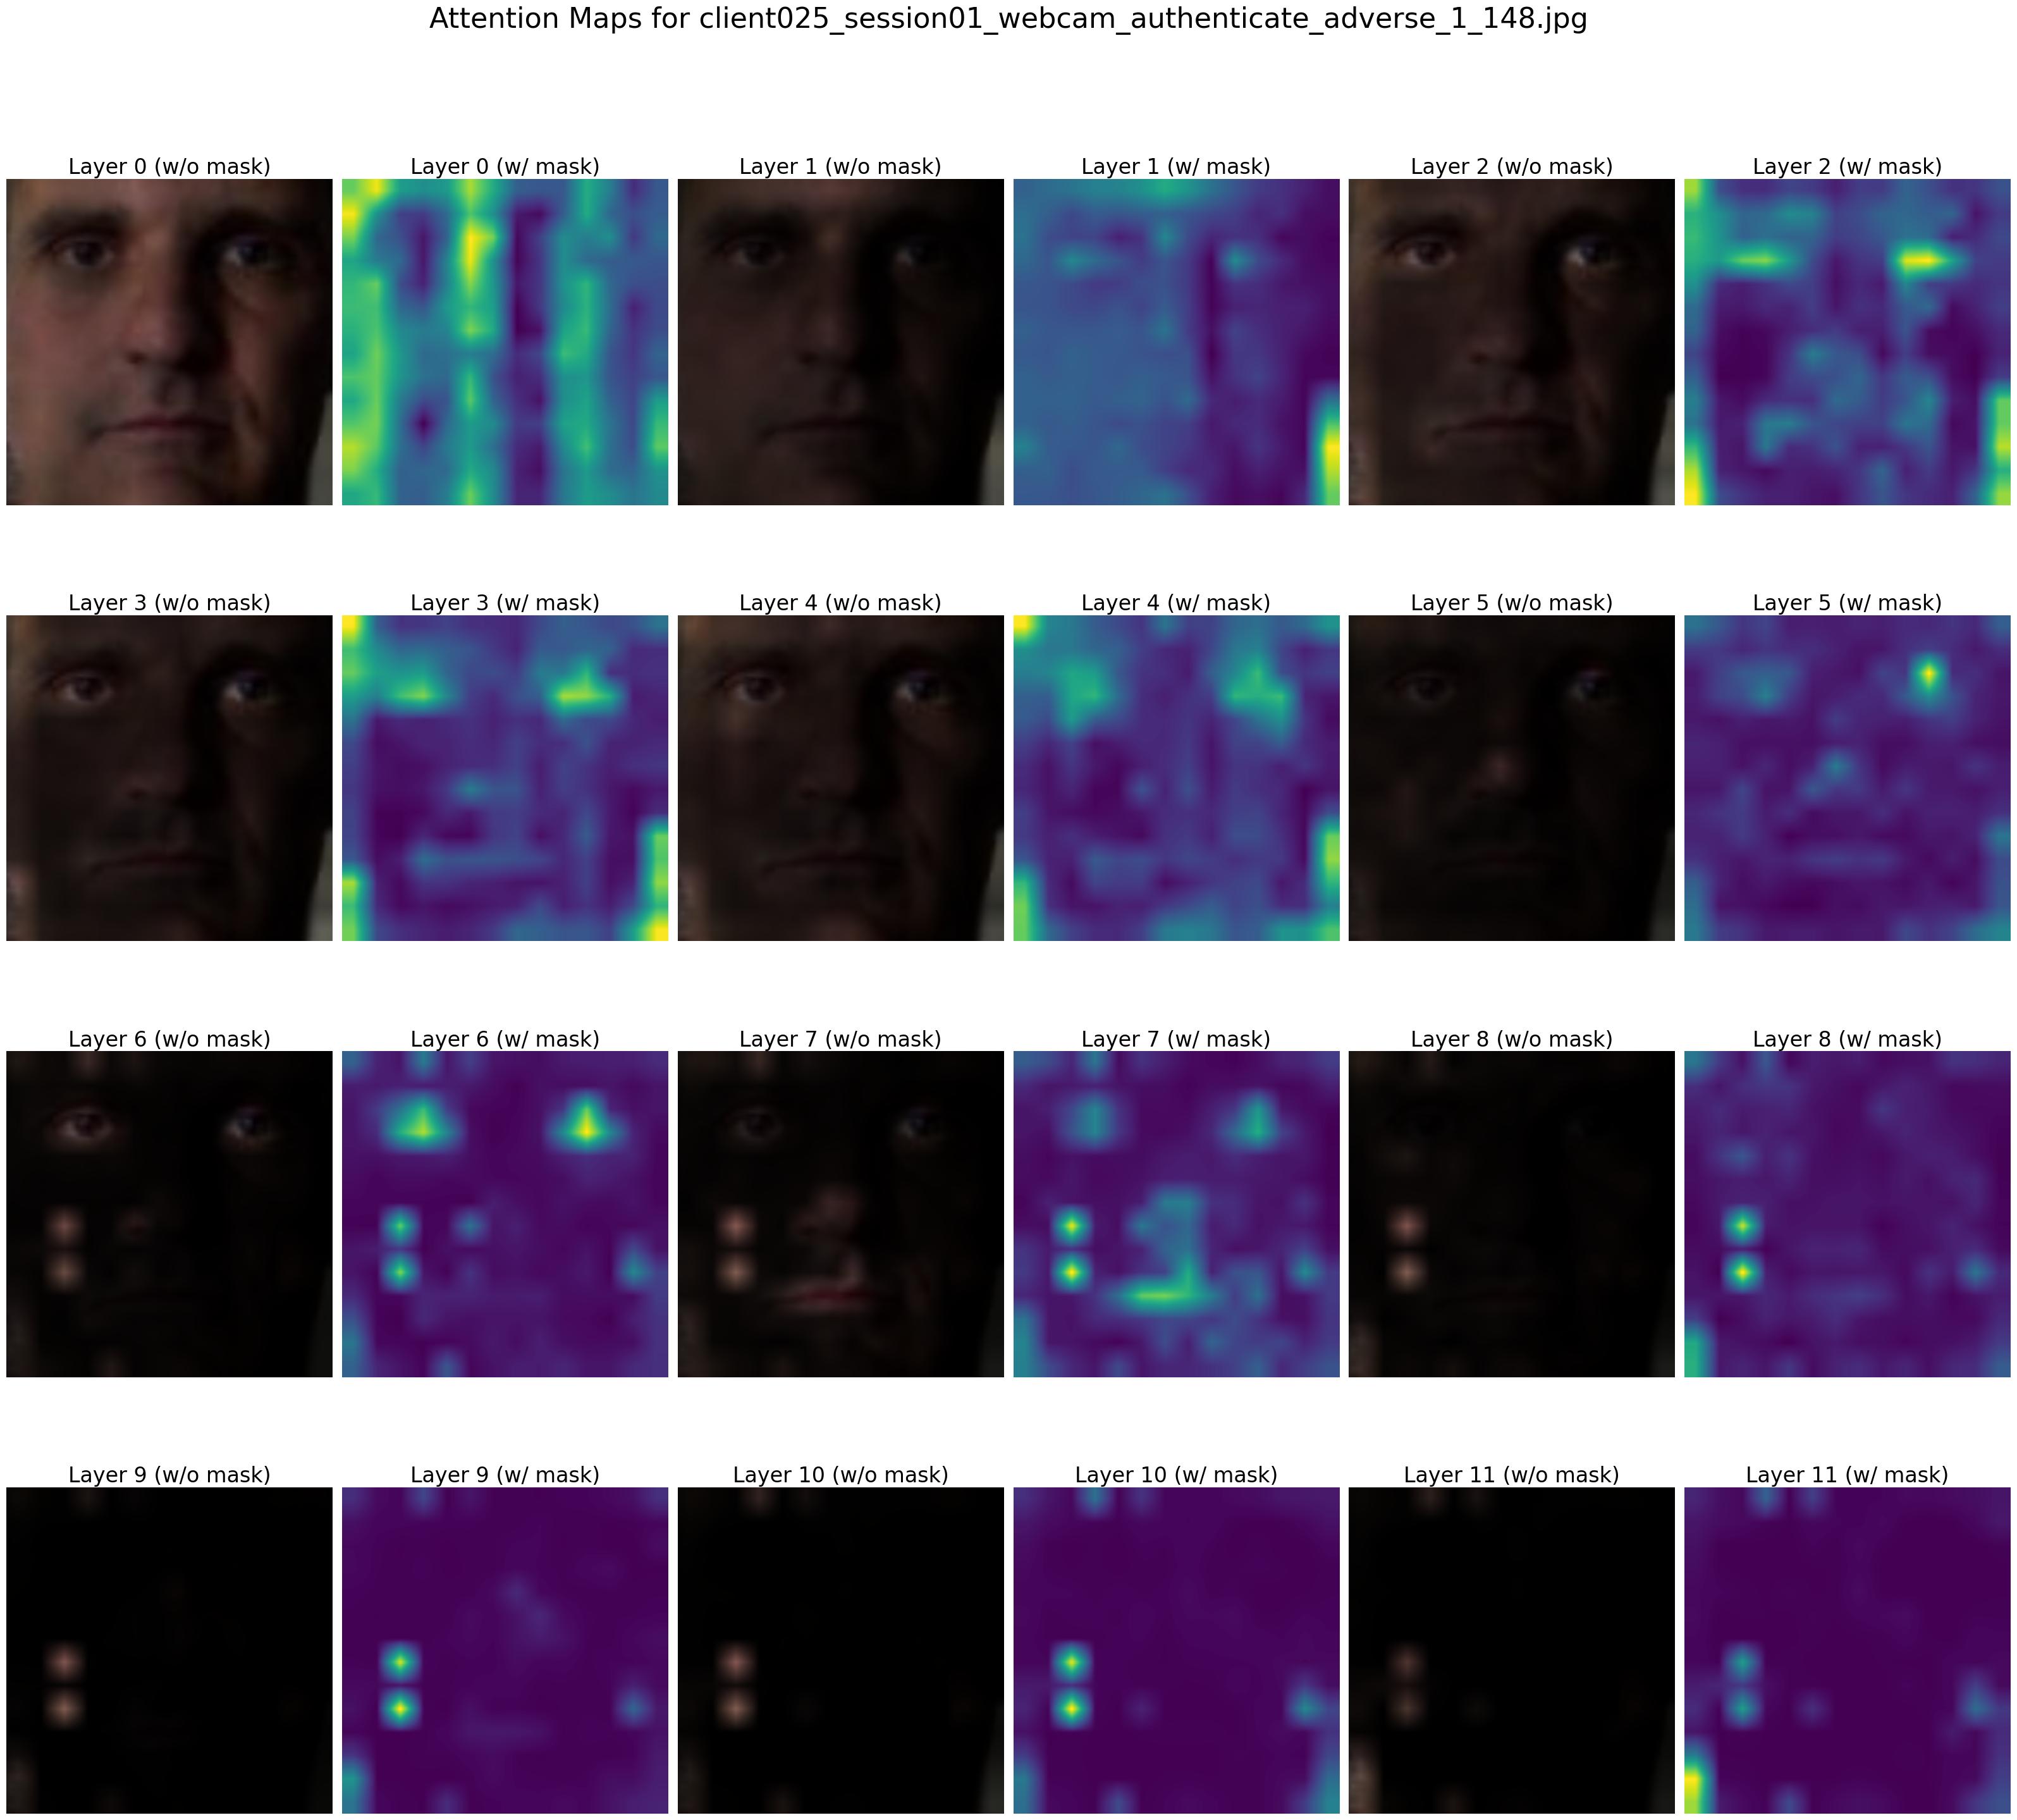 Attention Maps for client025_session01_webcam_authenticate_adverse_1_148.jpg
Layer 0 (w/o mask)
Layer 0 (w/ mask)
Layer 1 (w/o mask)
Layer 1 (w/ mask)
Layer 2 (w/o mask)
Layer 2 (w/ mask)
Layer 3 (w/o mask)
Layer 3 (w/ mask)
Layer 4 (w/o mask)
Layer 4 (w/ mask)
Layer 5 (w/o mask)
Layer 5 (w/ mask)
Layer 6 (w/o mask)
Layer 6 (w/ mask)
Layer 7 (w/o mask)
Layer 7 (w/ mask)
Layer 8 (w/o mask)
Layer 8 (w/ mask)
Layer 9 (w/o mask)
Layer 9 (w/ mask)
Layer 10 (w/o mask)
Layer 10 (w/ mask)
Layer 11 (w/o mask)
Layer 11 (w/ mask)